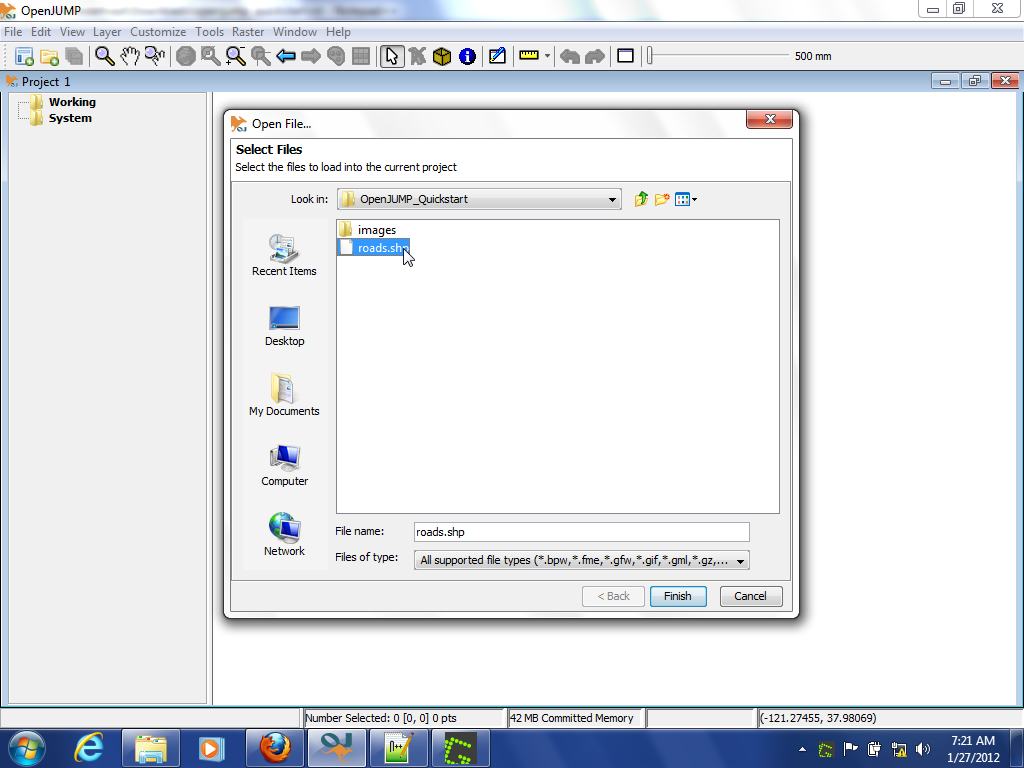 OpenJUMP
File Edit View Layer Customize Tools Raster Window Help
500 mm
Project 1
Working
System
Open File...
Select Files
Select the files to load into the current project
Look in: OpenJUMP_Quickstart
images
roads.shp
Recent Items
Desktop
My Documents
Computer
Network
File name: roads.shp
Files of type: All supported file types (*.bpw,*.fme,*.gfw,*.gif,*.gml,*.gz,...
< Back Finish Cancel
Number Selected: 0 [0, 0] 0 pts 42 MB Committed Memory (-121.27455, 37.98069)
7:21 AM
1/27/2012